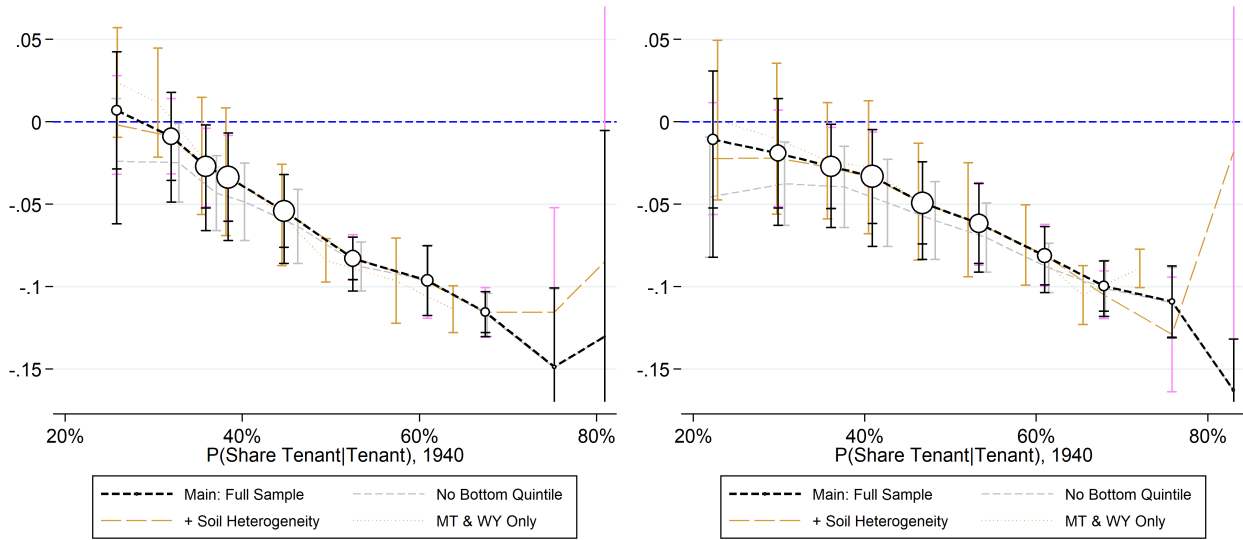 .05
0
-.05
-.1
-.15
20% 40% 60% 80%
P(Share Tenant|Tenant), 1940
Main: Full Sample No Bottom Quintile
+ Soil Heterogeneity MT & WY Only
.05
0
-.05
-.1
-.15
20% 40% 60% 80%
P(Share Tenant|Tenant), 1940
Main: Full Sample No Bottom Quintile
+ Soil Heterogeneity MT & WY Only